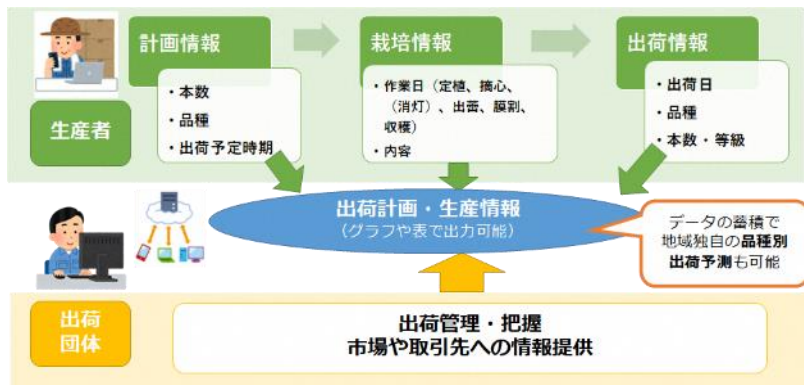 計画情報
・本数
・品種
・出荷予定時期
栽培情報
・作業日（定植、摘心、
（消灯）、出蕾、膜割、
収穫）
・内容
出荷情報
・出荷日
・品種
・本数・等級
生産者
出荷計画・生産情報
（グラフや表で出力可能）
データの蓄積で
地域独自の品種別
出荷予測も可能
出荷
団体
出荷管理・把握
市場や取引先への情報提供